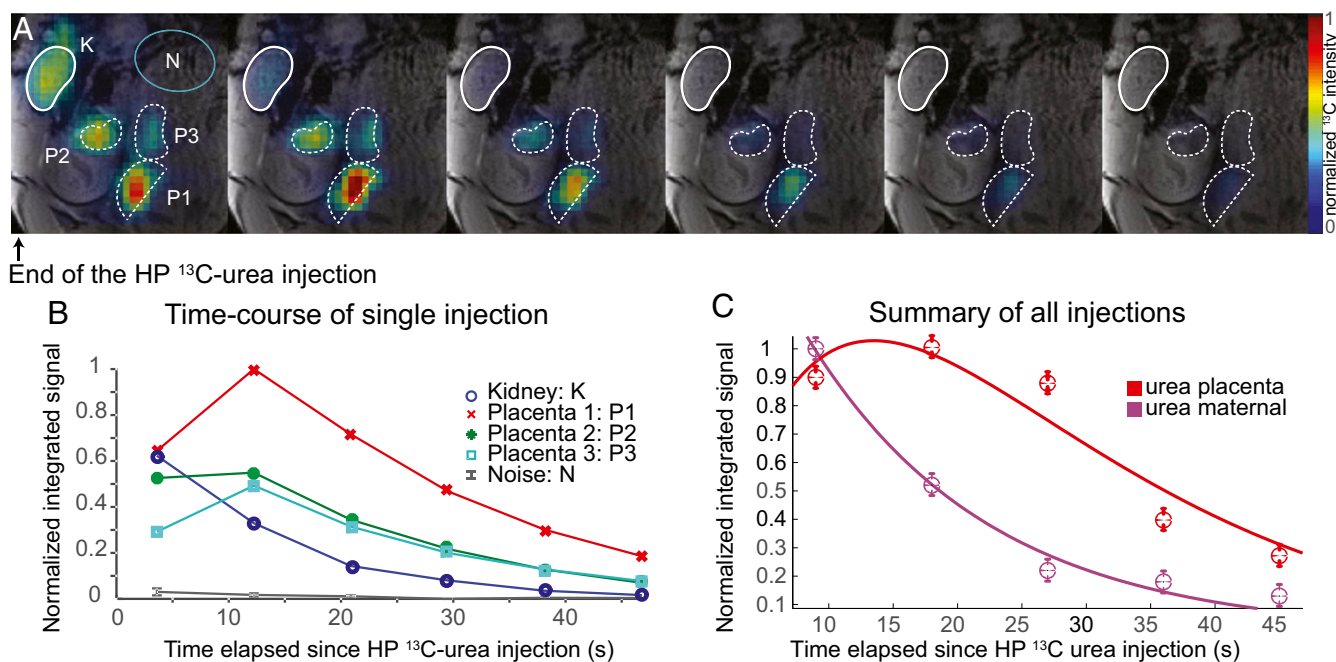 A
K
N
P2
P3
P1
1
normalized ¹³C intensity
0
End of the HP ¹³C-urea injection
B
Time-course of single injection
Normalized integrated signal
1
0.8
0.6
0.4
0.2
0
Kidney: K
Placenta 1: P1
Placenta 2: P2
Placenta 3: P3
Noise: N
0 10 20 30 40
Time elapsed since HP ¹³C-urea injection (s)
C
Summary of all injections
Normalized integrated signal
1
0.9
0.8
0.7
0.6
0.5
0.4
0.3
0.2
0.1
urea placenta
urea maternal
10 15 20 25 30 35 40 45
Time elapsed since HP ¹³C urea injection (s)